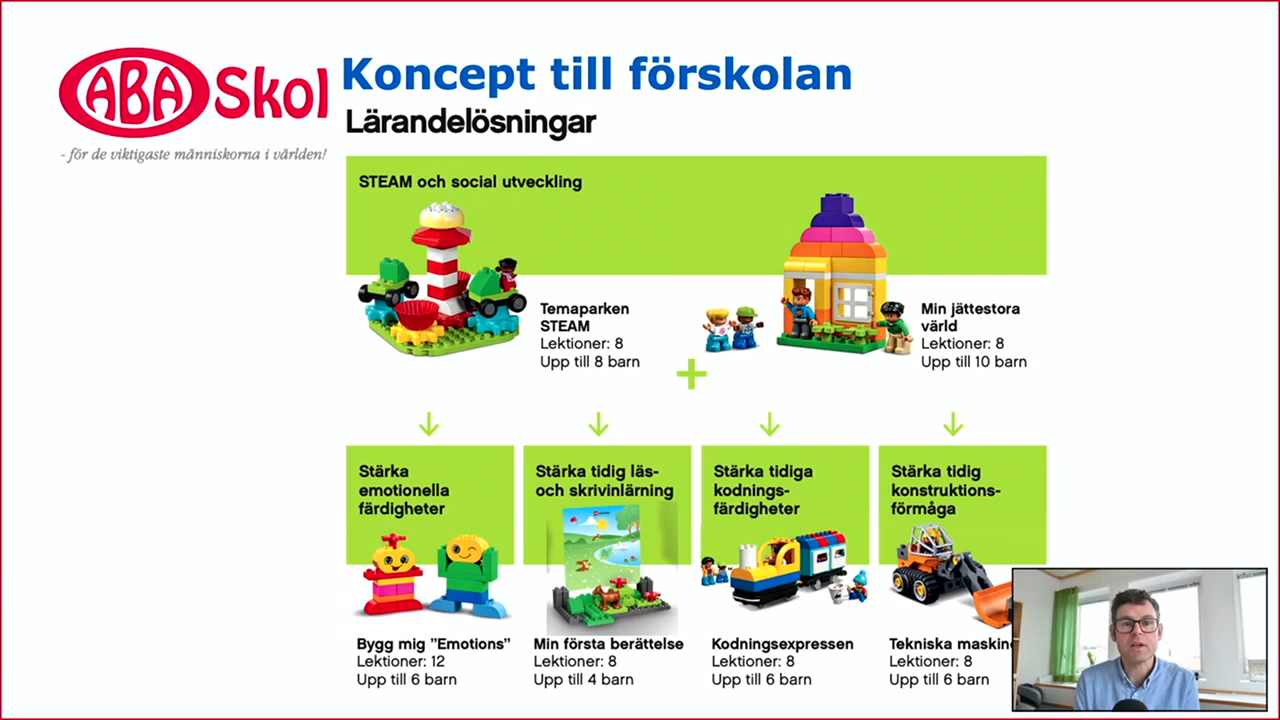 ABA Skol
- för de viktigaste människorna i världen!
Koncept till förskolan
Lärandelösningar
STEAM och social utveckling
Temaparken
STEAM
Lektioner: 8
Upp till 8 barn
Min jättestora
värld
Lektioner: 8
Upp till 10 barn
Stärka
emotionella
färdigheter
Bygg mig ”Emotions”
Lektioner: 12
Upp till 6 barn
Stärka tidig läs-
och skrivinlärning
Min första berättelse
Lektioner: 8
Upp till 4 barn
Stärka tidiga
kodnings-
färdigheter
Kodningsexpressen
Lektioner: 8
Upp till 6 barn
Stärka tidig
konstruktions-
förmåga
Tekniska
Lektioner: 8
Upp till 6 barn